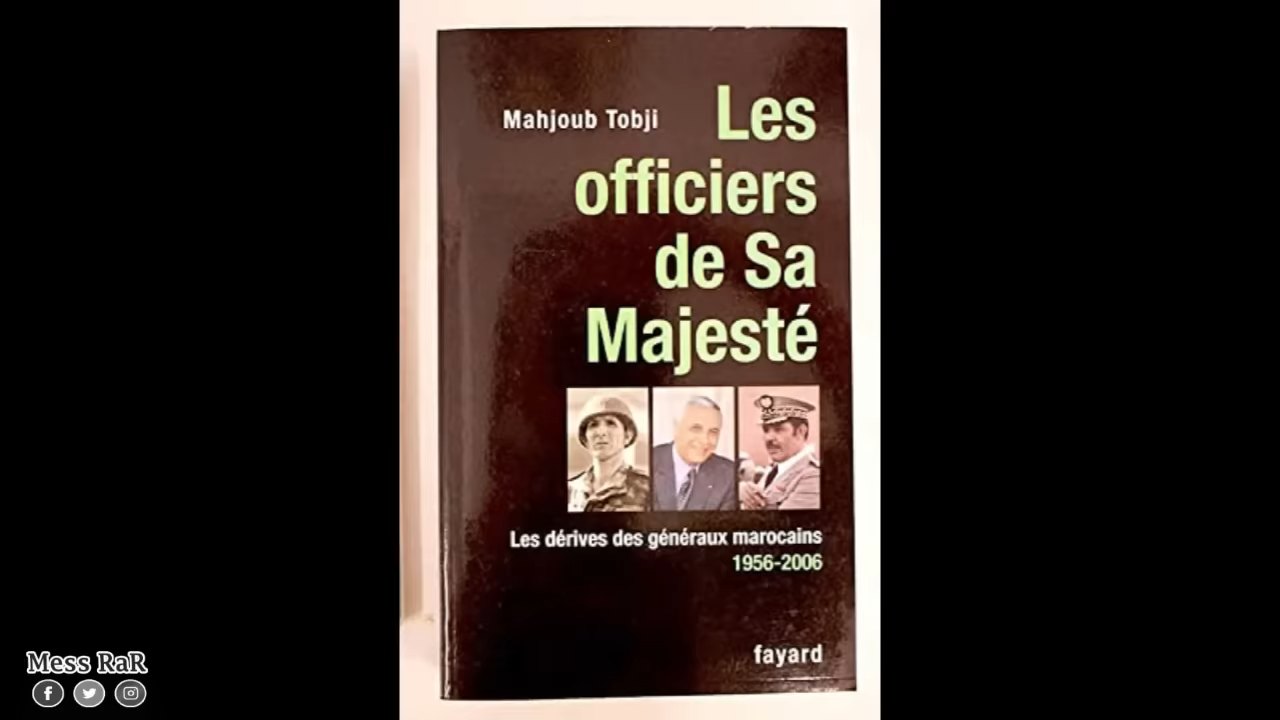 Mahjoub Tobji
Les
officiers
de Sa
Majesté
Les dérives des généraux marocains
1956-2006
fayard
Mess RaR